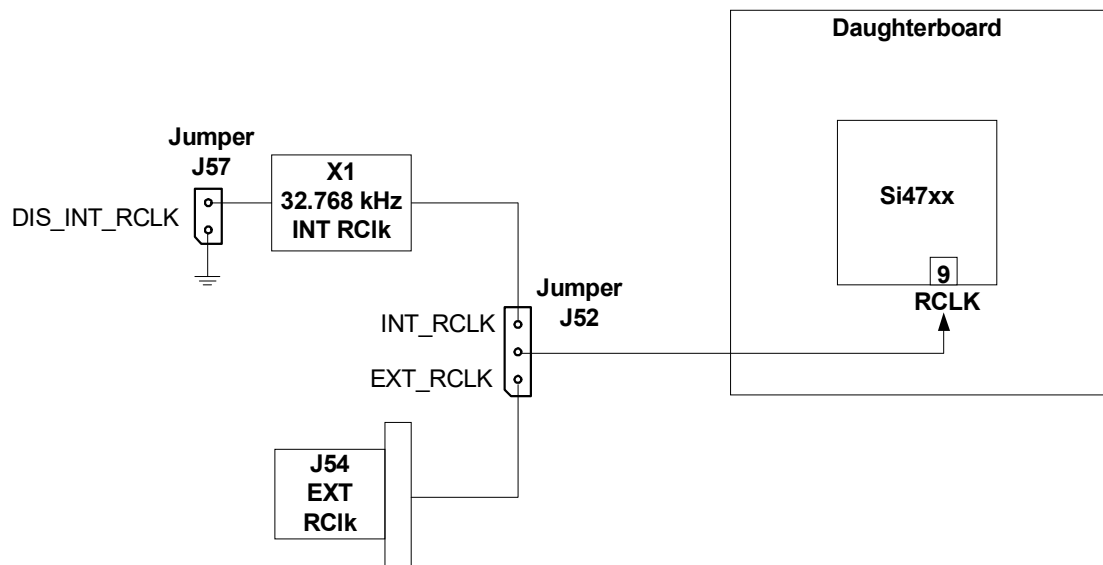 Daughterboard
Jumper
J57
DIS_INT_RCLK
X1
32.768 kHz
INT RClk
Si47xx
9
RCLK
Jumper
J52
INT_RCLK
EXT_RCLK
J54
EXT
RClk